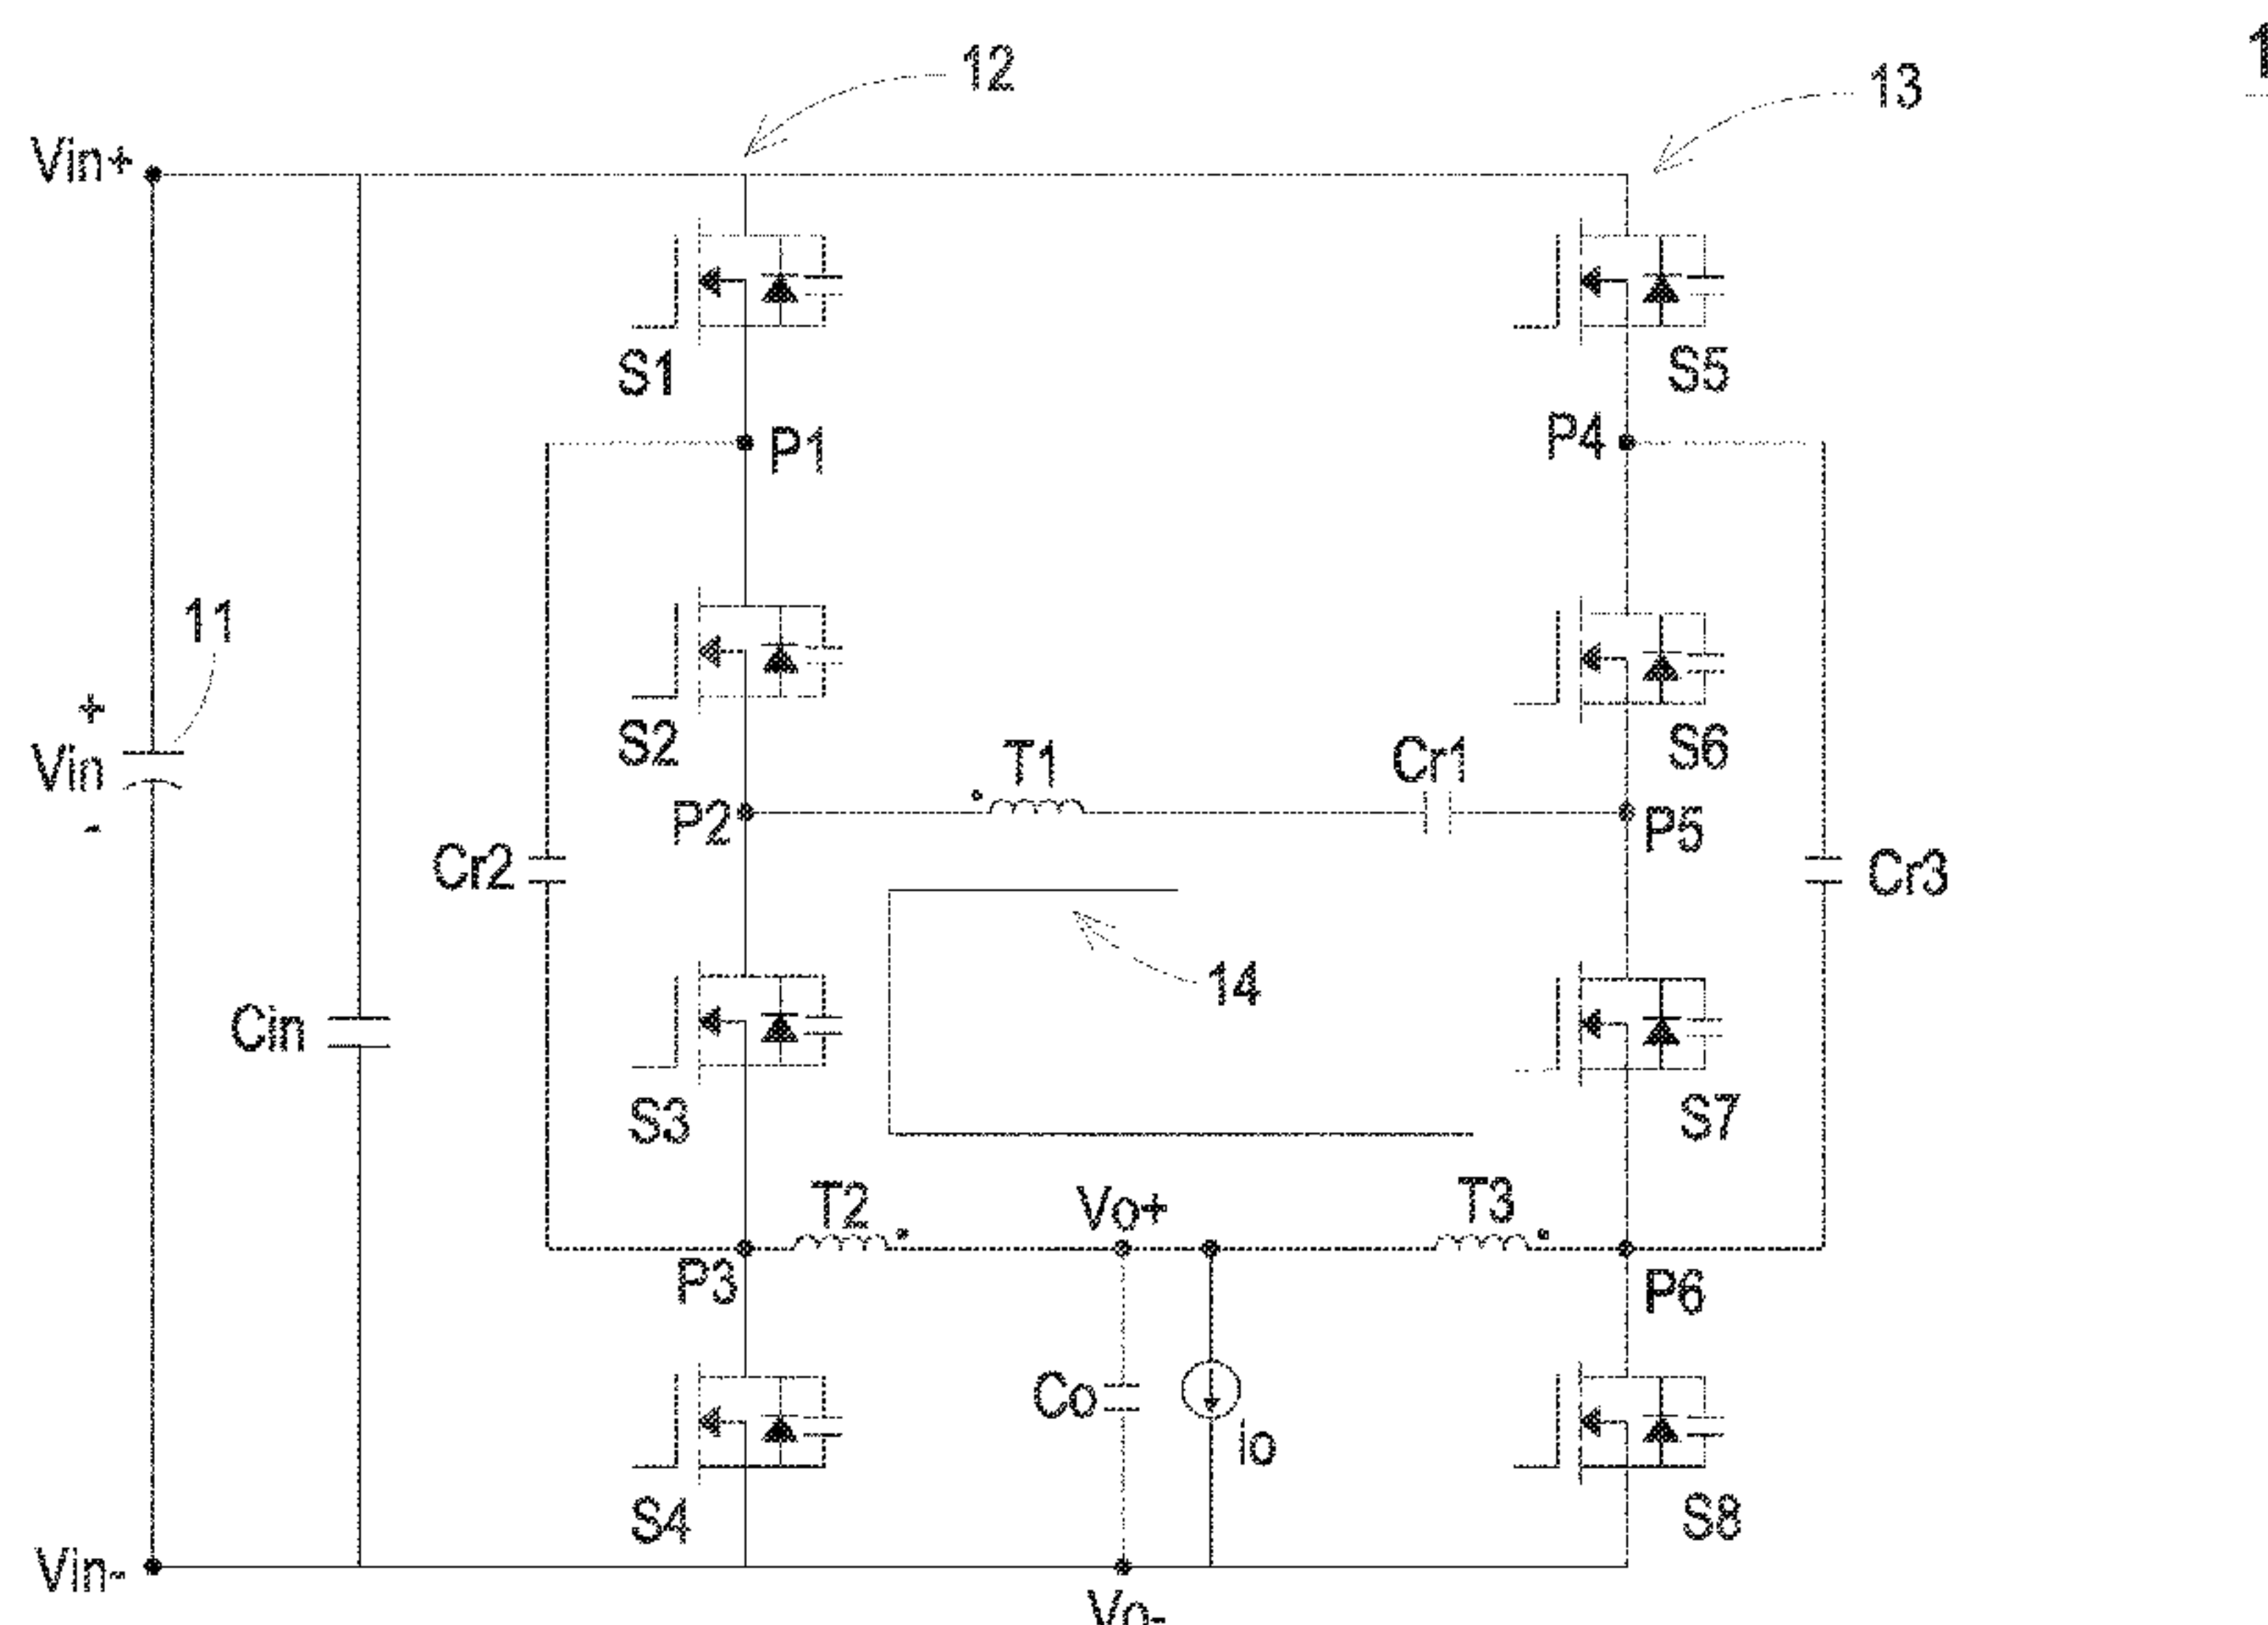 12
13
1
Vin+
S1
S5
P1
P4
11
+
Vin
-
S2
S6
T1
Cr1
P2
P5
Cr2
Cr3
14
Cin
S3
S7
T2
Vo+
T3
P3
P6
Co
io
S4
S8
Vin-
Vo-